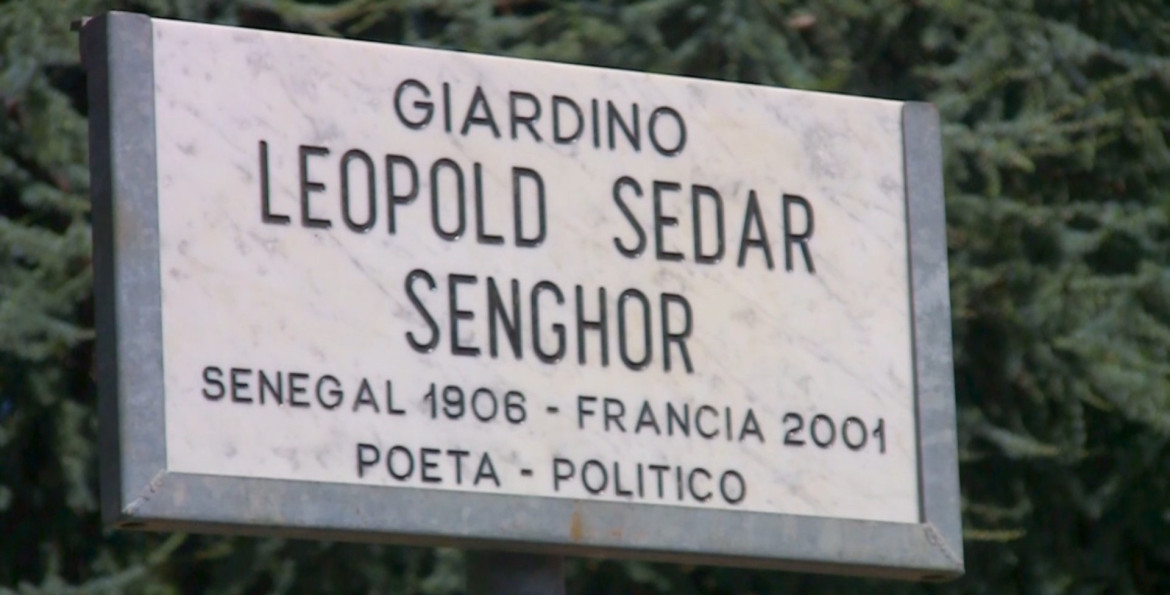 GIARDINO
LEOPOLD SEDAR
SENGHOR
SENEGAL 1906 - FRANCIA 2001
POETA - POLITICO